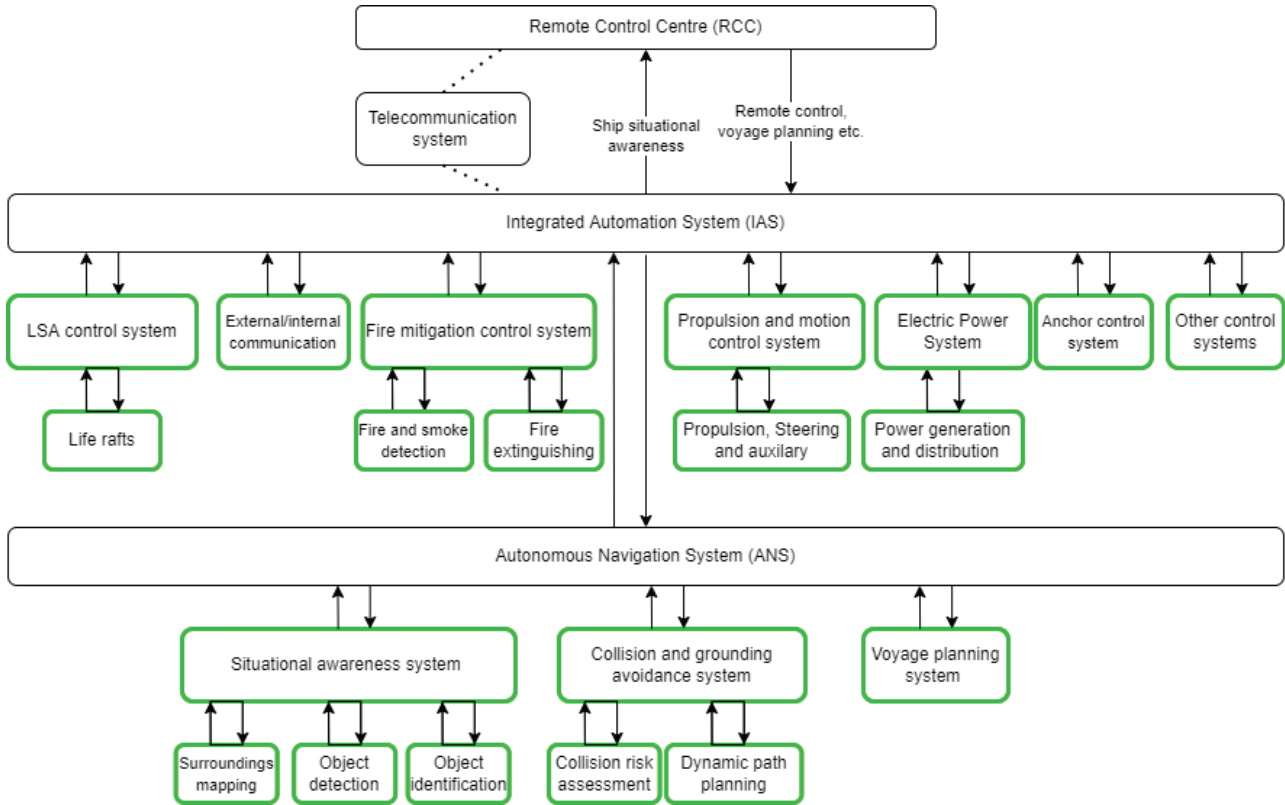 Remote Control Centre (RCC)
Telecommunication
system
Ship situational
awareness
Remote control,
voyage planning etc.
Integrated Automation System (IAS)
LSA control system
External/internal
communication
Fire mitigation control system
Propulsion and motion
control system
Electric Power
System
Anchor control
system
Other control
systems
Life rafts
Fire and smoke
detection
Fire
extinguishing
Propulsion, Steering
and auxilary
Power generation
and distribution
Autonomous Navigation System (ANS)
Situational awareness system
Collision and grounding
avoidance system
Voyage planning
system
Surroundings
mapping
Object
detection
Object
identification
Collision risk
assessment
Dynamic path
planning